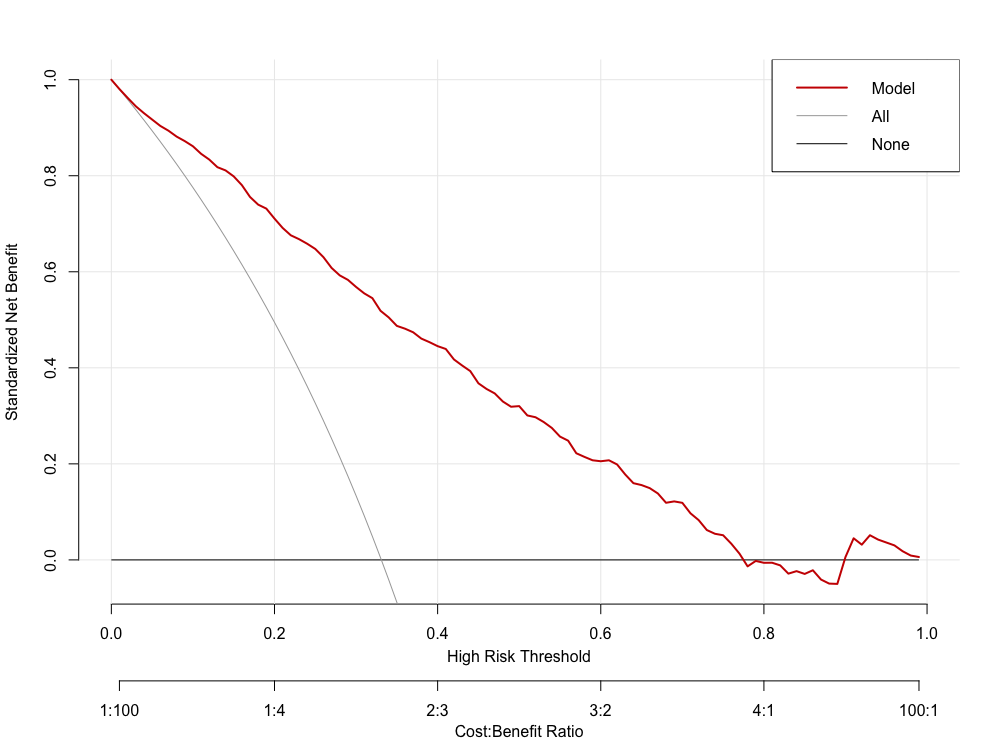 Model
All
None
1.0
0.8
0.6
0.4
0.2
0.0
Standardized Net Benefit
0.0 0.2 0.4 0.6 0.8 1.0
High Risk Threshold
1:100 1:4 2:3 3:2 4:1 100:1
Cost:Benefit Ratio